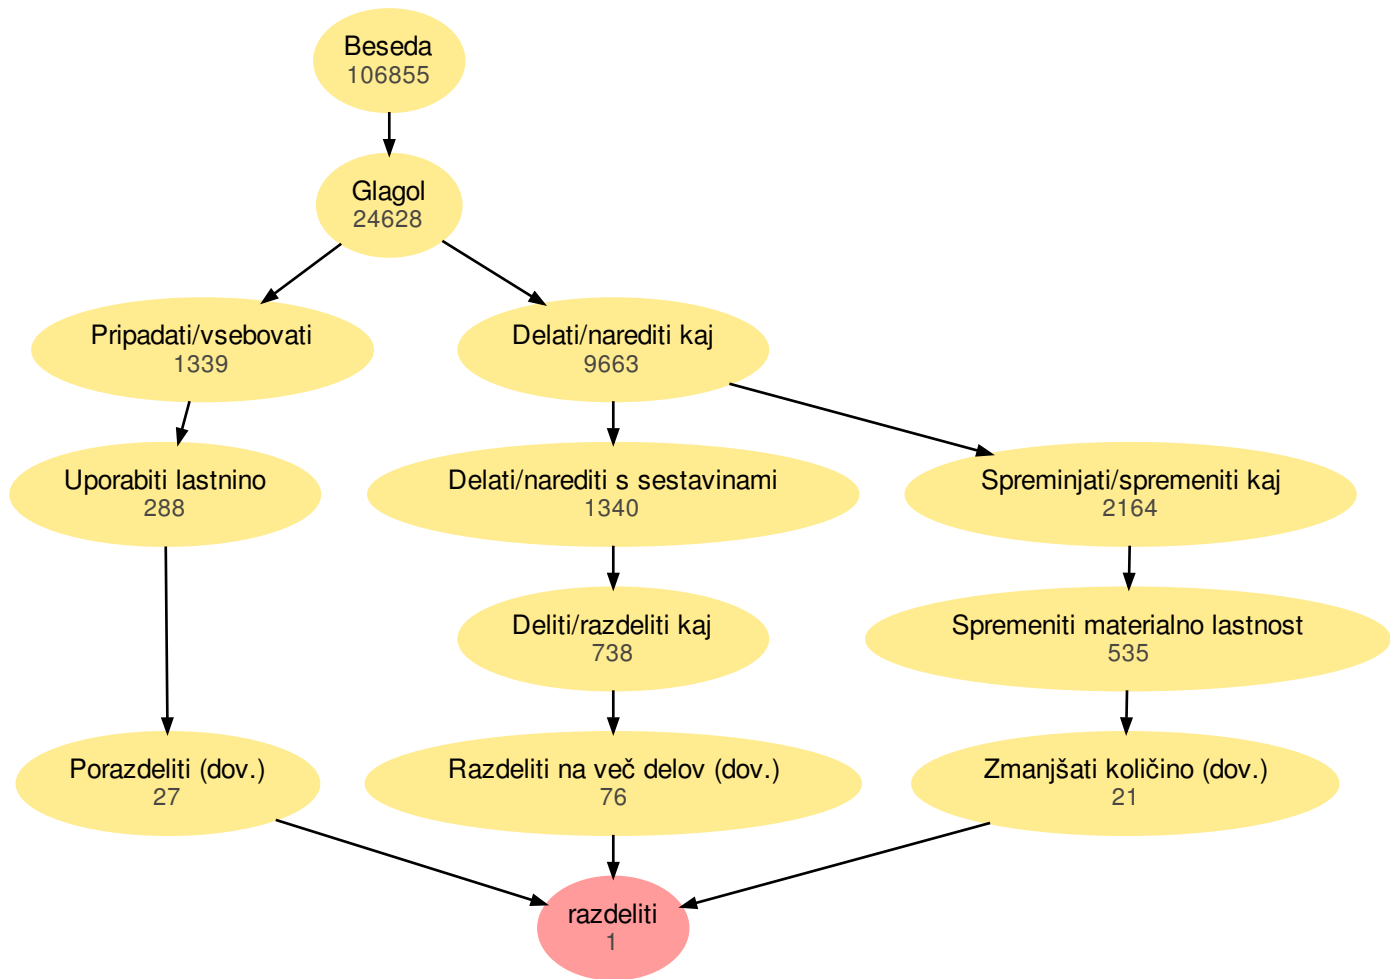 Beseda
106855
Glagol
24628
Pripadati/vsebovati
1339
Delati/narediti kaj
9663
Uporabiti lastnino
288
Delati/narediti s sestavinami
1340
Spreminjati/spremeniti kaj
2164
Deliti/razdeliti kaj
738
Spremeniti materialno lastnost
535
Porazdeliti (dov.)
27
Razdeliti na več delov (dov.)
76
Zmanjšati količino (dov.)
21
razdeliti
1